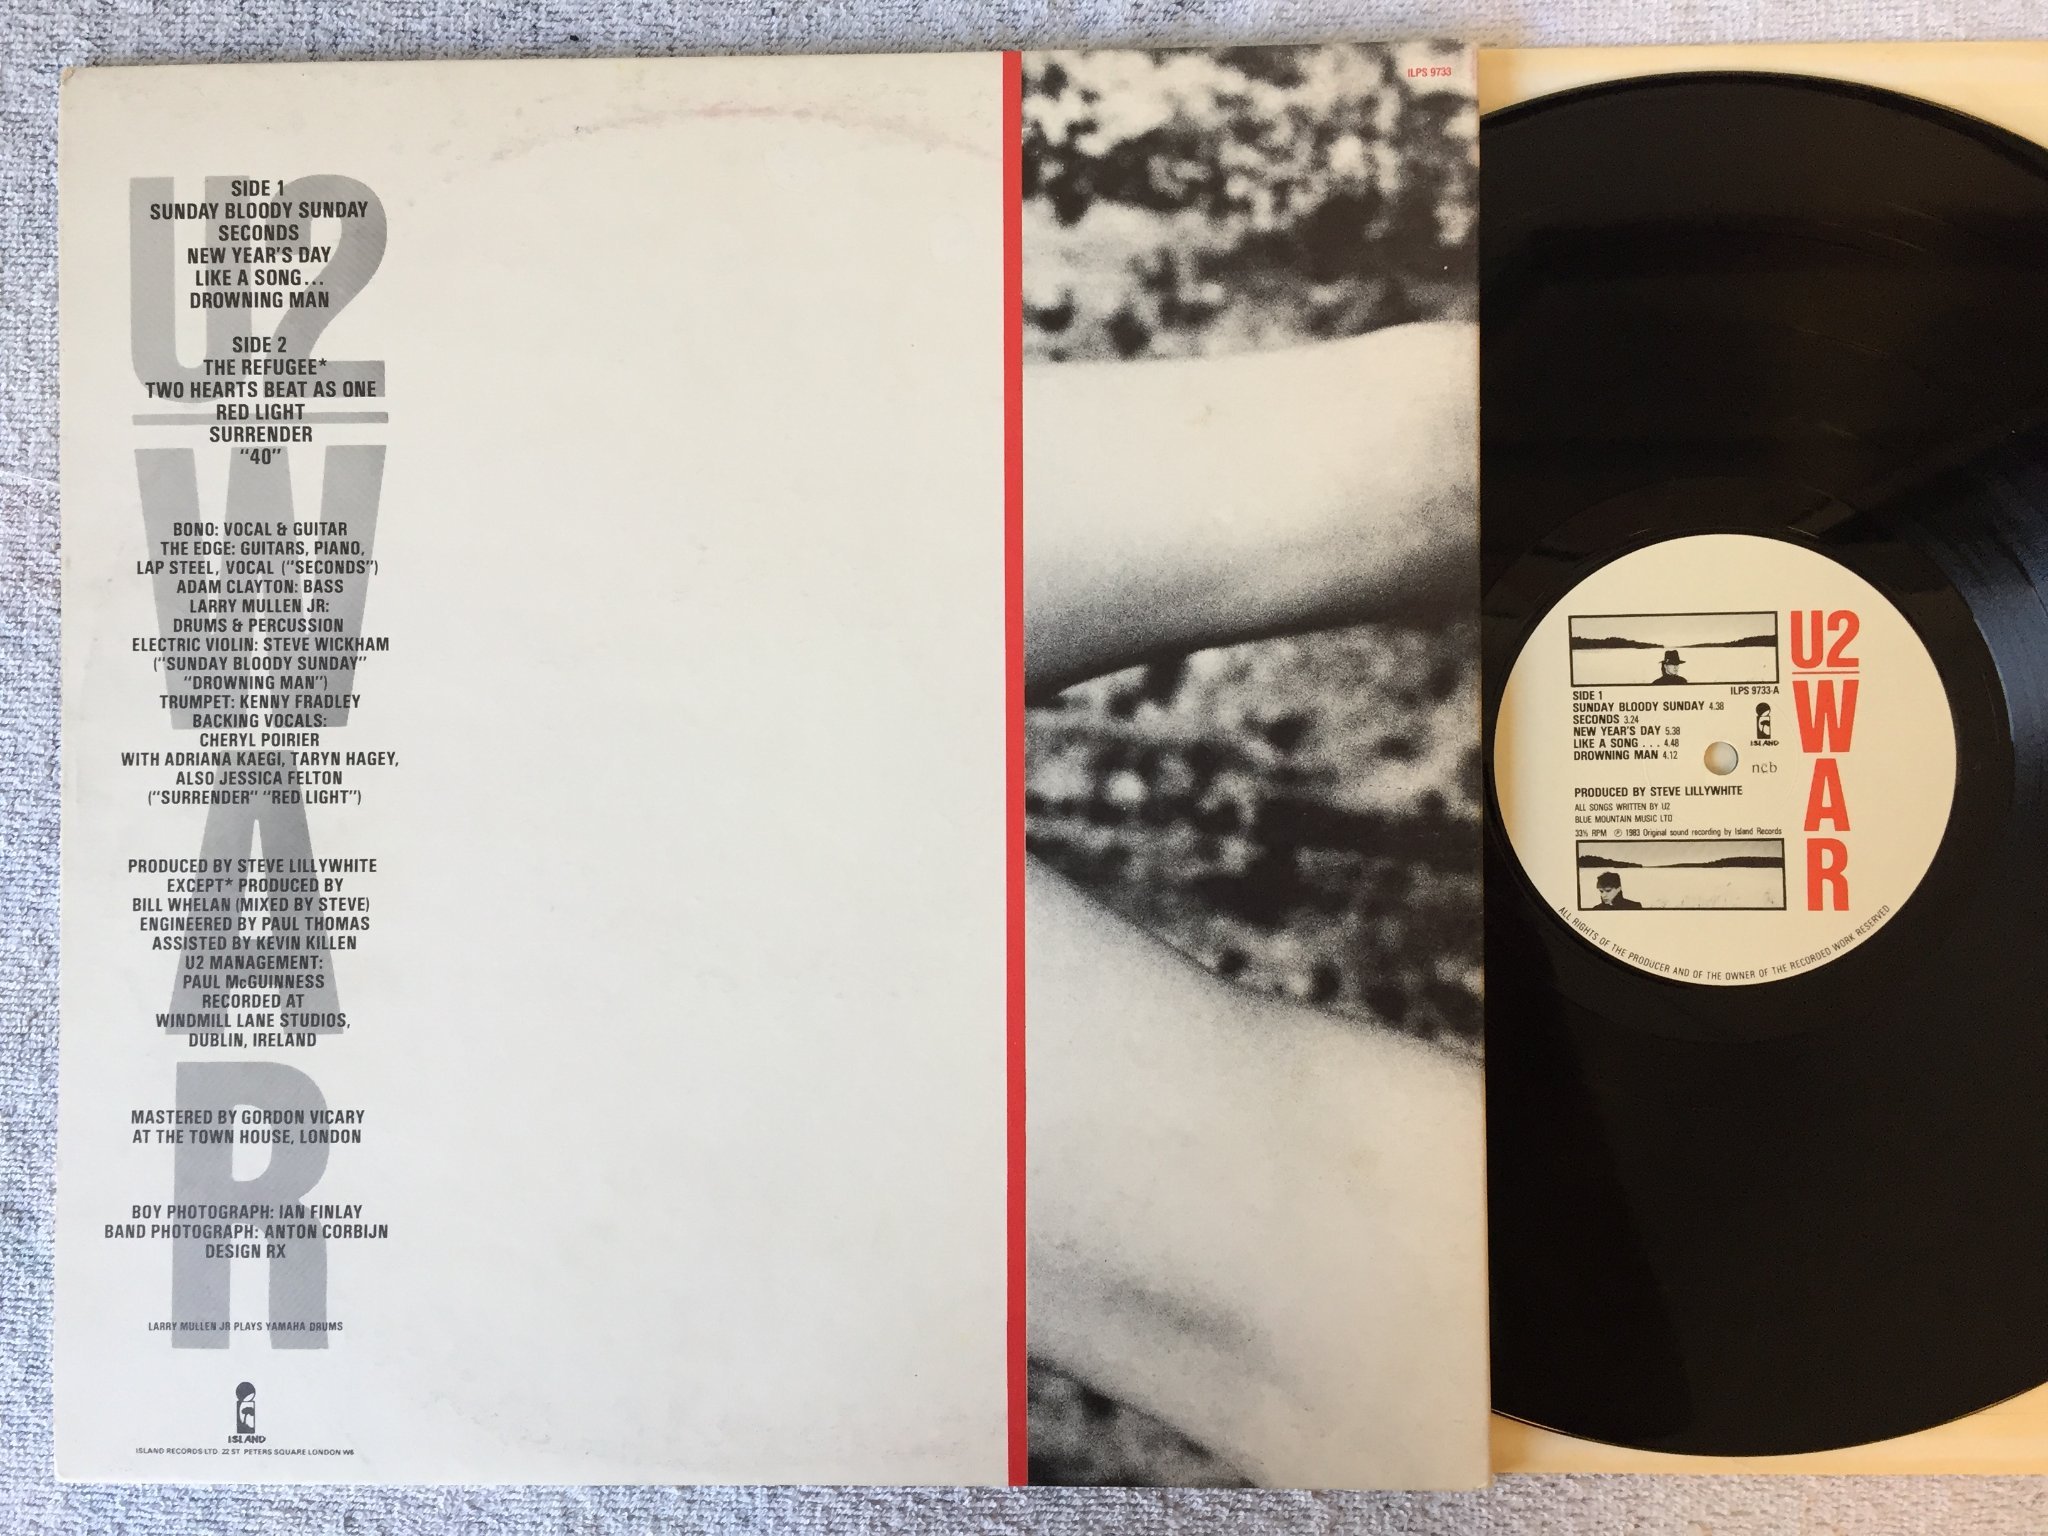 U2
WAR
SIDE 1
SUNDAY BLOODY SUNDAY
SECONDS
NEW YEAR'S DAY
LIKE A SONG...
DROWNING MAN
SIDE 2
THE REFUGEE*
TWO HEARTS BEAT AS ONE
RED LIGHT
SURRENDER
"40"
BONO: VOCAL & GUITAR
THE EDGE: GUITARS, PIANO,
LAP STEEL, VOCAL ("SECONDS")
ADAM CLAYTON: BASS
LARRY MULLEN JR:
DRUMS & PERCUSSION
ELECTRIC VIOLIN: STEVE WICKHAM
("SUNDAY BLOODY SUNDAY"
"DROWNING MAN")
TRUMPET: KENNY FRADLEY
BACKING VOCALS:
CHERYL POIRIER
WITH ADRIANA KAEGI, TARYN HAGEY,
ALSO JESSICA FELTON
("SURRENDER" "RED LIGHT")
PRODUCED BY STEVE LILLYWHITE
EXCEPT* PRODUCED BY
BILL WHELAN (MIXED BY STEVE)
ENGINEERED BY PAUL THOMAS
ASSISTED BY KEVIN KILLEN
U2 MANAGEMENT:
PAUL McGUINNESS
RECORDED AT
WINDMILL LANE STUDIOS,
DUBLIN, IRELAND
MASTERED BY GORDON VICARY
AT THE TOWN HOUSE, LONDON
BOY PHOTOGRAPH: IAN FINLAY
BAND PHOTOGRAPH: ANTON CORBIJN
DESIGN RX
LARRY MULLEN JR PLAYS YAMAHA DRUMS
ISLAND
ISLAND RECORDS LTD. 22 ST. PETERS SQUARE LONDON W6
ILPS 9733
U2
WAR
SIDE 1 ILPS 9733-A
SUNDAY BLOODY SUNDAY 4.38
SECONDS 3.24
NEW YEAR'S DAY 5.38
LIKE A SONG . . . 4.48
DROWNING MAN 4.12
ISLAND
ncb
PRODUCED BY STEVE LILLYWHITE
ALL SONGS WRITTEN BY U2
BLUE MOUNTAIN MUSIC LTD
33⅓ RPM ℗ 1983 Original sound recording by Island Records
ALL RIGHTS OF THE PRODUCER AND OF THE OWNER OF THE RECORDED WORK RESERVED